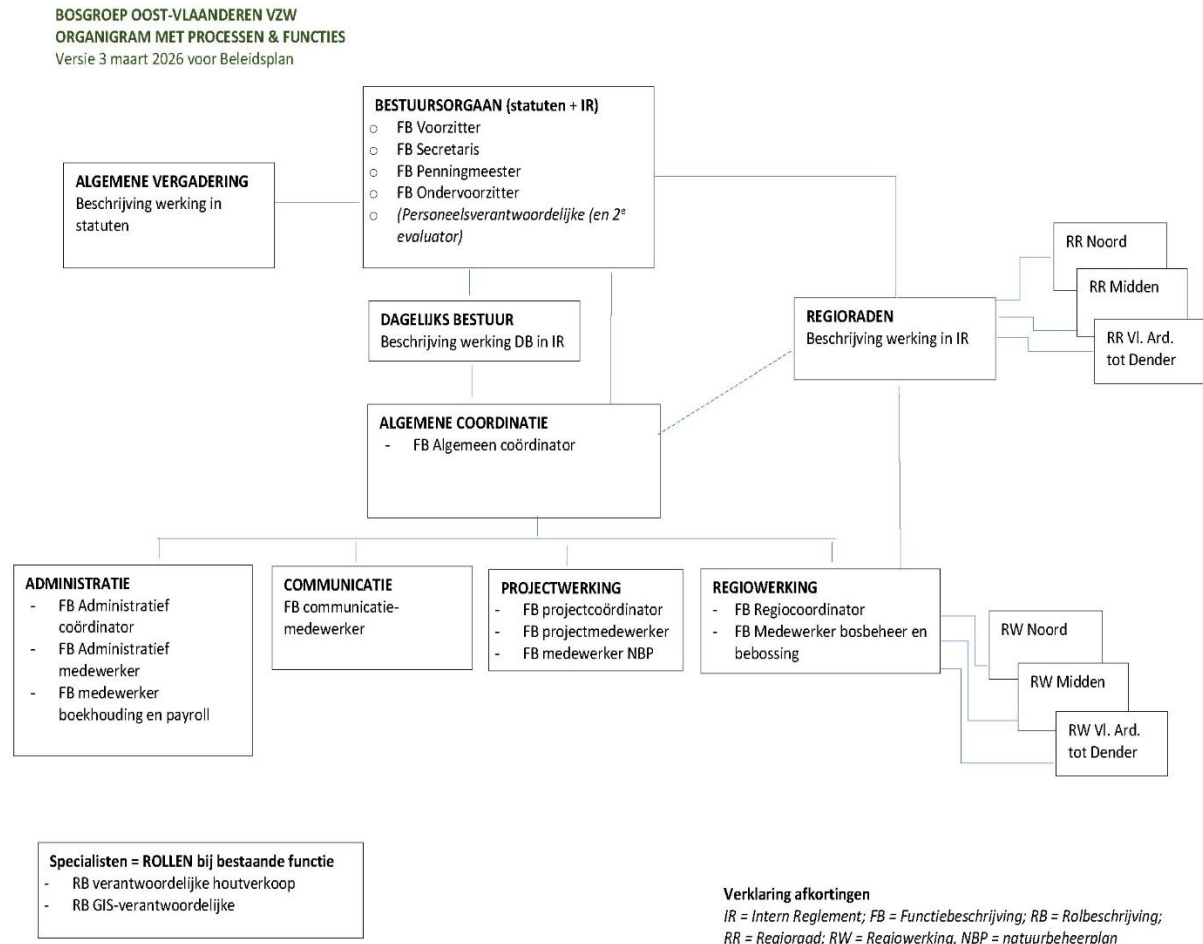 BOSGROEP OOST-VLAANDEREN VZW
ORGANIGRAM MET PROCESSEN & FUNCTIES
Versie 3 maart 2026 voor Beleidsplan
BESTUURSORGAAN (statuten + IR)
○ FB Voorzitter
○ FB Secretaris
○ FB Penningmeester
○ FB Ondervoorzitter
○ (Personeelsverantwoordelijke (en 2e
evaluator)
ALGEMENE VERGADERING
Beschrijving werking in
statuten
DAGELIJKS BESTUUR
Beschrijving werking DB in IR
REGIORADEN
Beschrijving werking in IR
RR Noord
RR Midden
RR Vl. Ard.
tot Dender
ALGEMENE COORDINATIE
- FB Algemeen coördinator
ADMINISTRATIE
- FB Administratief
coördinator
- FB Administratief
medewerker
- FB medewerker
boekhouding en payroll
COMMUNICATIE
FB communicatie-
medewerker
PROJECTWERKING
- FB projectcoördinator
- FB projectmedewerker
- FB medewerker NBP
REGIOWERKING
- FB Regiocoordinator
- FB Medewerker bosbeheer en
bebossing
RW Noord
RW Midden
RW Vl. Ard.
tot Dender
Specialisten = ROLLEN bij bestaande functie
- RB verantwoordelijke houtverkoop
- RB GIS-verantwoordelijke
Verklaring afkortingen
IR = Intern Reglement; FB = Functiebeschrijving; RB = Rolbeschrijving;
RR = Regioraad; RW = Regiowerking, NBP = natuurbeheerplan